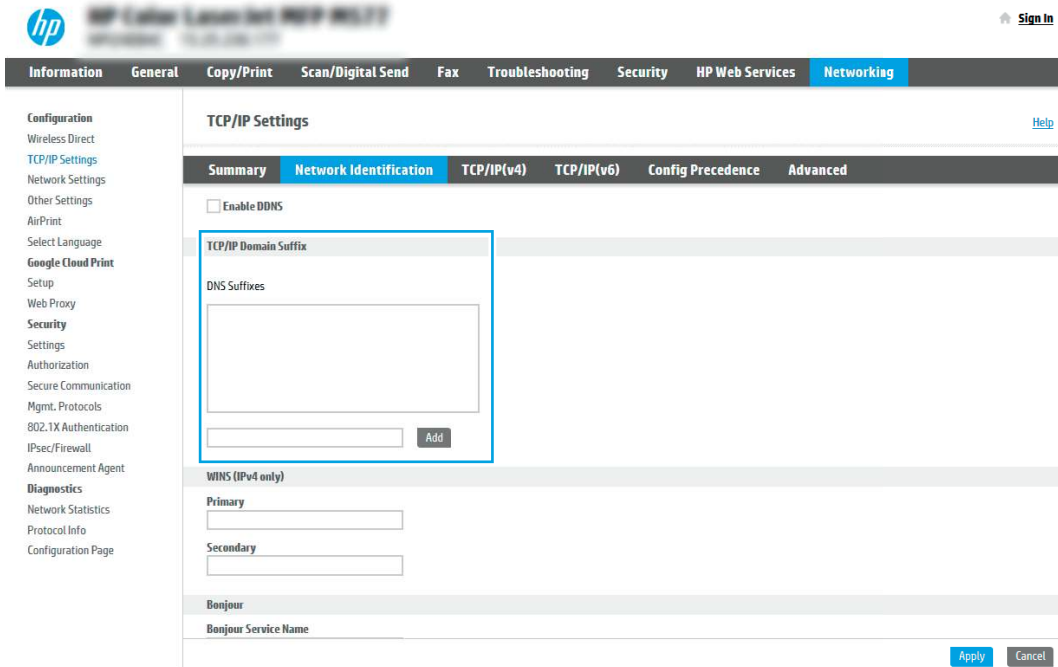 hp
Sign In
Information General Copy/Print Scan/Digital Send Fax Troubleshooting Security HP Web Services Networking
Configuration
Wireless Direct
TCP/IP Settings
Network Settings
Other Settings
AirPrint
Select Language
Google Cloud Print
Setup
Web Proxy
Security
Settings
Authorization
Secure Communication
Mgmt. Protocols
802.1X Authentication
IPsec/Firewall
Announcement Agent
Diagnostics
Network Statistics
Protocol Info
Configuration Page
TCP/IP Settings
Help
Summary Network Identification TCP/IP(v4) TCP/IP(v6) Config Precedence Advanced
Enable DDNS
TCP/IP Domain Suffix
DNS Suffixes
Add
WINS (IPv4 only)
Primary
Secondary
Bonjour
Bonjour Service Name
Apply Cancel